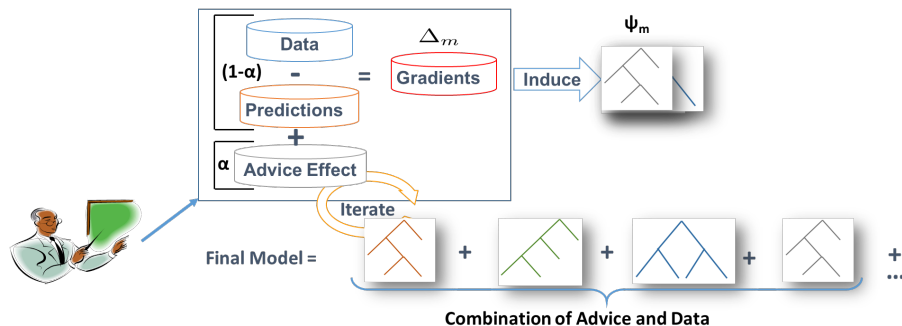 Data
(1-α)
-
Predictions
=
Δm
Gradients
Induce
ψm
+
α
Advice Effect
Iterate
Final Model =
+
+
+
+
...
Combination of Advice and Data